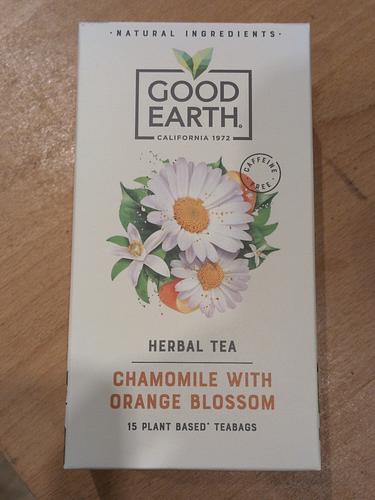 · NATURAL INGREDIENTS ·
GOOD
EARTH®
CALIFORNIA 1972
CAFFEINE
· FREE ·
HERBAL TEA
CHAMOMILE WITH
ORANGE BLOSSOM
15 PLANT BASED* TEABAGS